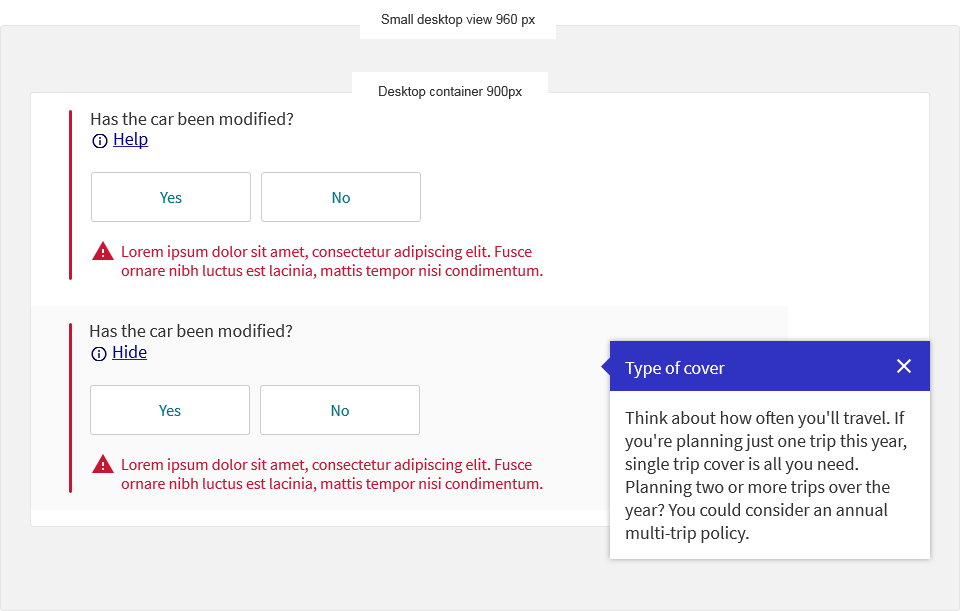 Small desktop view 960 px
Desktop container 900px
Has the car been modified?
Help
Yes
No
Lorem ipsum dolor sit amet, consectetur adipiscing elit. Fusce
ornare nibh luctus est lacinia, mattis tempor nisi condimentum.
Has the car been modified?
Hide
Yes
No
Lorem ipsum dolor sit amet, consectetur adipiscing elit. Fusce
ornare nibh luctus est lacinia, mattis tempor nisi condimentum.
Type of cover
Think about how often you'll travel. If
you're planning just one trip this year,
single trip cover is all you need.
Planning two or more trips over the
year? You could consider an annual
multi-trip policy.